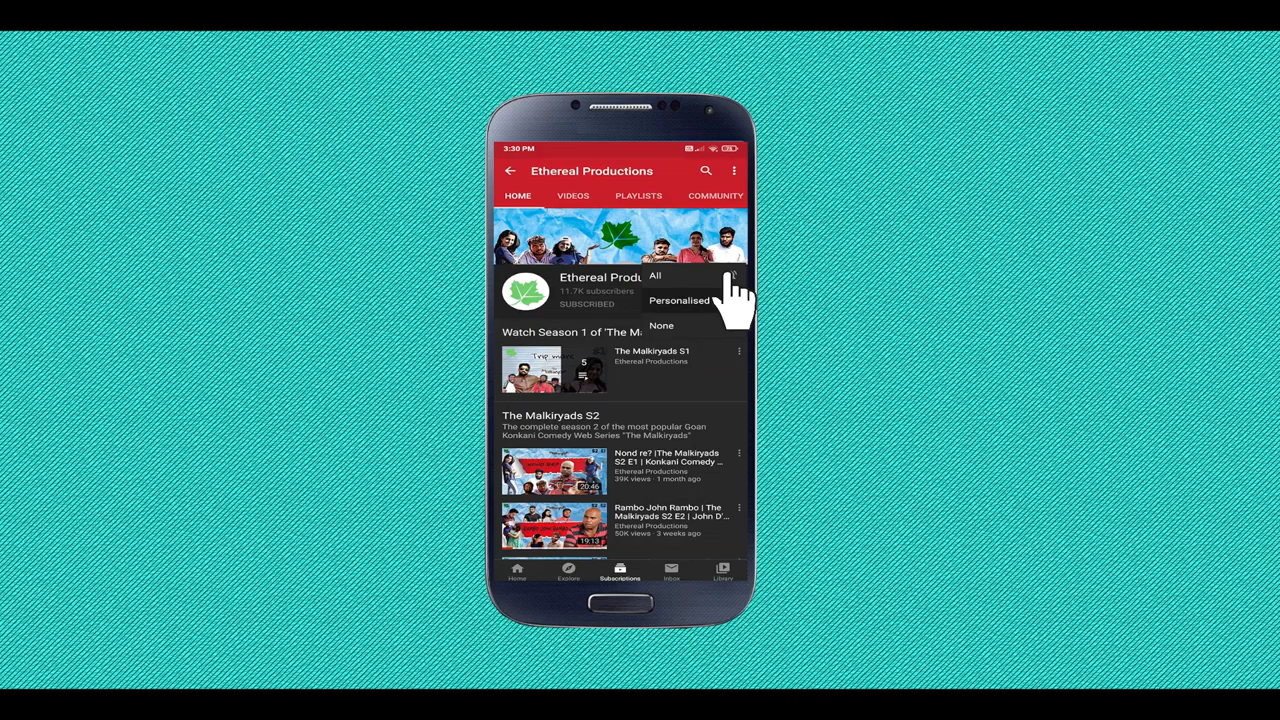 3:30 PM
Ethereal Productions
HOME VIDEOS PLAYLISTS COMMUNITY
Ethereal Produ
All
11.7K subscribers
Personalised
SUBSCRIBED
None
Watch Season 1 of 'The Ma
5
The Malkiryads S1
Ethereal Productions
The Malkiryads S2
The complete season 2 of the most popular Goan
Konkani Comedy Web Series "The Malkiryads"
Nond re? |The Malkiryads
S2 E1 | Konkani Comedy ...
Ethereal Productions
39K views · 1 month ago
20:46
Rambo John Rambo | The
Malkiryads S2 E2 | John D'...
Ethereal Productions
50K views · 3 weeks ago
19:13
Home Explore Subscriptions Inbox Library